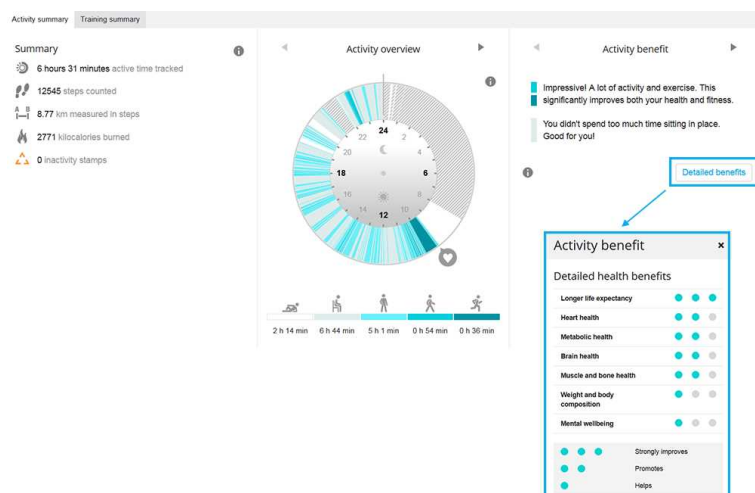 Activity summary
Training summary
Summary
6 hours 31 minutes active time tracked
12545 steps counted
A B
8.77 km measured in steps
2771 kilocalories burned
0 inactivity stamps
Activity overview
24
22
2
20
4
18
6
16
8
14
10
12
2 h 14 min
6 h 44 min
5 h 1 min
0 h 54 min
0 h 36 min
Activity benefit
Impressive! A lot of activity and exercise. This
significantly improves both your health and fitness.
You didn't spend too much time sitting in place.
Good for you!
Detailed benefits
Activity benefit
Detailed health benefits
Longer life expectancy
Heart health
Metabolic health
Brain health
Muscle and bone health
Weight and body
composition
Mental wellbeing
Strongly improves
Promotes
Helps